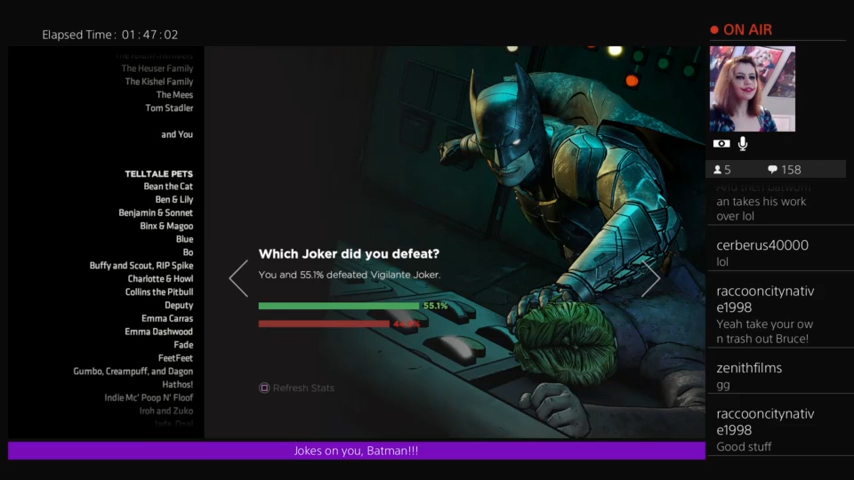 Elapsed Time : 01:47:02
ON AIR
The Heuser Family
The Kishel Family
The Mees
Tom Stadler
and You
TELLTALE PETS
Bean the Cat
Ben & Lily
Benjamin & Sonnet
Binx & Magoo
Blue
Bo
Buffy and Scout, RIP Spike
Charlotte & Howl
Collins the Pitbull
Deputy
Emma Carras
Emma Dashwood
Fade
FeetFeet
Gumbo, Creampuff, and Dagon
Hathos!
Indie Mc' Poop N' Floof
Iroh and Zuko
Which Joker did you defeat?
You and 55.1% defeated Vigilante Joker.
55.1%
Refresh Stats
Jokes on you, Batman!!!
5
158
an takes his work
over lol
cerberus40000
lol
raccooncitynativ
e1998
Yeah take your ow
n trash out Bruce!
zenithfilms
gg
raccooncitynativ
e1998
Good stuff